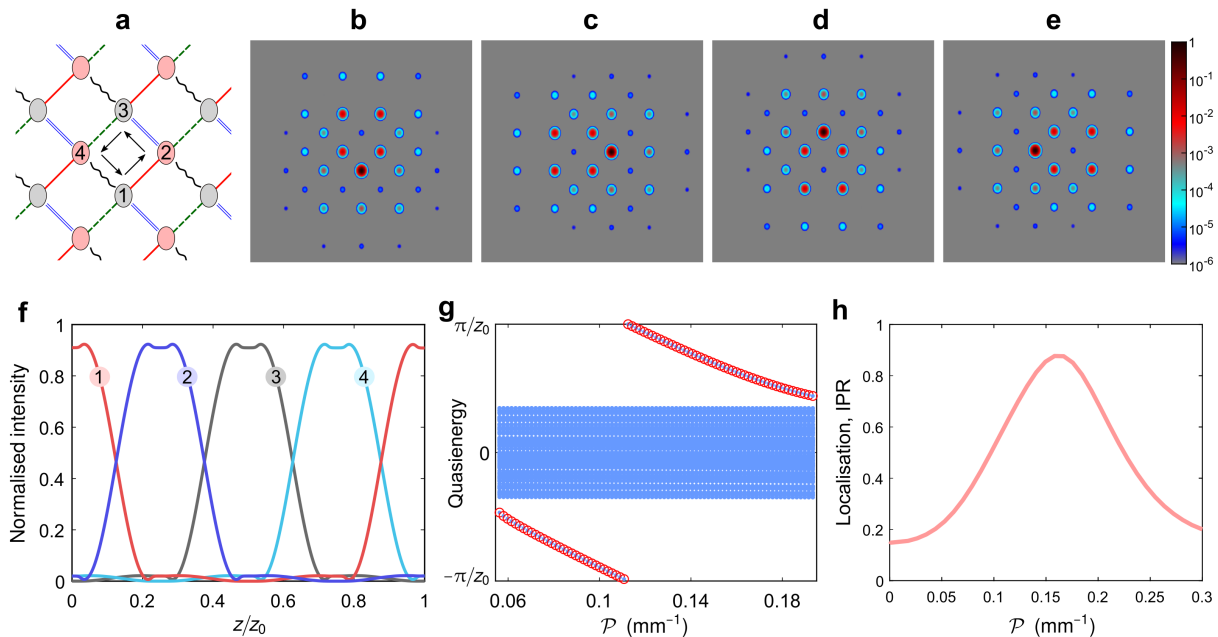 a
b
c
d
e
3
4
2
1
1
10⁻¹
10⁻²
10⁻³
10⁻⁴
10⁻⁵
10⁻⁶
f
Normalised intensity
1
0.8
0.6
0.4
0.2
0
1
2
3
4
0
0.2
0.4
0.6
0.8
1
z/z₀
g
Quasienergy
π/z₀
0
−π/z₀
0.06
0.1
0.14
0.18
𝒫 (mm⁻¹)
h
Localisation, IPR
1
0.8
0.6
0.4
0.2
0
0
0.05
0.1
0.15
0.2
0.25
0.3
𝒫 (mm⁻¹)